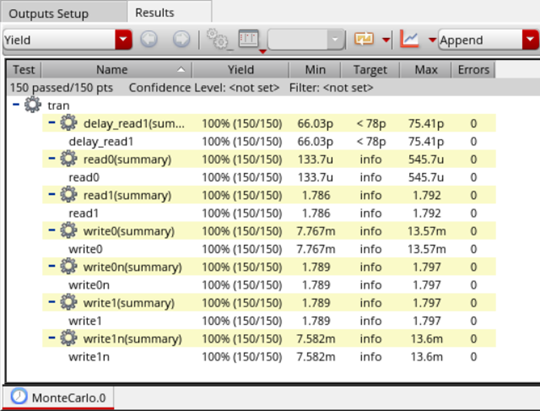 Outputs Setup Results
Yield Append
Test Name Yield Min Target Max Errors
150 passed/150 pts Confidence Level: <not set> Filter: <not set>
tran
delay_read1(sum... 100% (150/150) 66.03p < 78p 75.41p 0
delay_read1 100% (150/150) 66.03p < 78p 75.41p 0
read0(summary) 100% (150/150) 133.7u info 545.7u 0
read0 100% (150/150) 133.7u info 545.7u 0
read1(summary) 100% (150/150) 1.786 info 1.792 0
read1 100% (150/150) 1.786 info 1.792 0
write0(summary) 100% (150/150) 7.767m info 13.57m 0
write0 100% (150/150) 7.767m info 13.57m 0
write0n(summary) 100% (150/150) 1.789 info 1.797 0
write0n 100% (150/150) 1.789 info 1.797 0
write1(summary) 100% (150/150) 1.789 info 1.797 0
write1 100% (150/150) 1.789 info 1.797 0
write1n(summary) 100% (150/150) 7.582m info 13.6m 0
write1n 100% (150/150) 7.582m info 13.6m 0
MonteCarlo.0